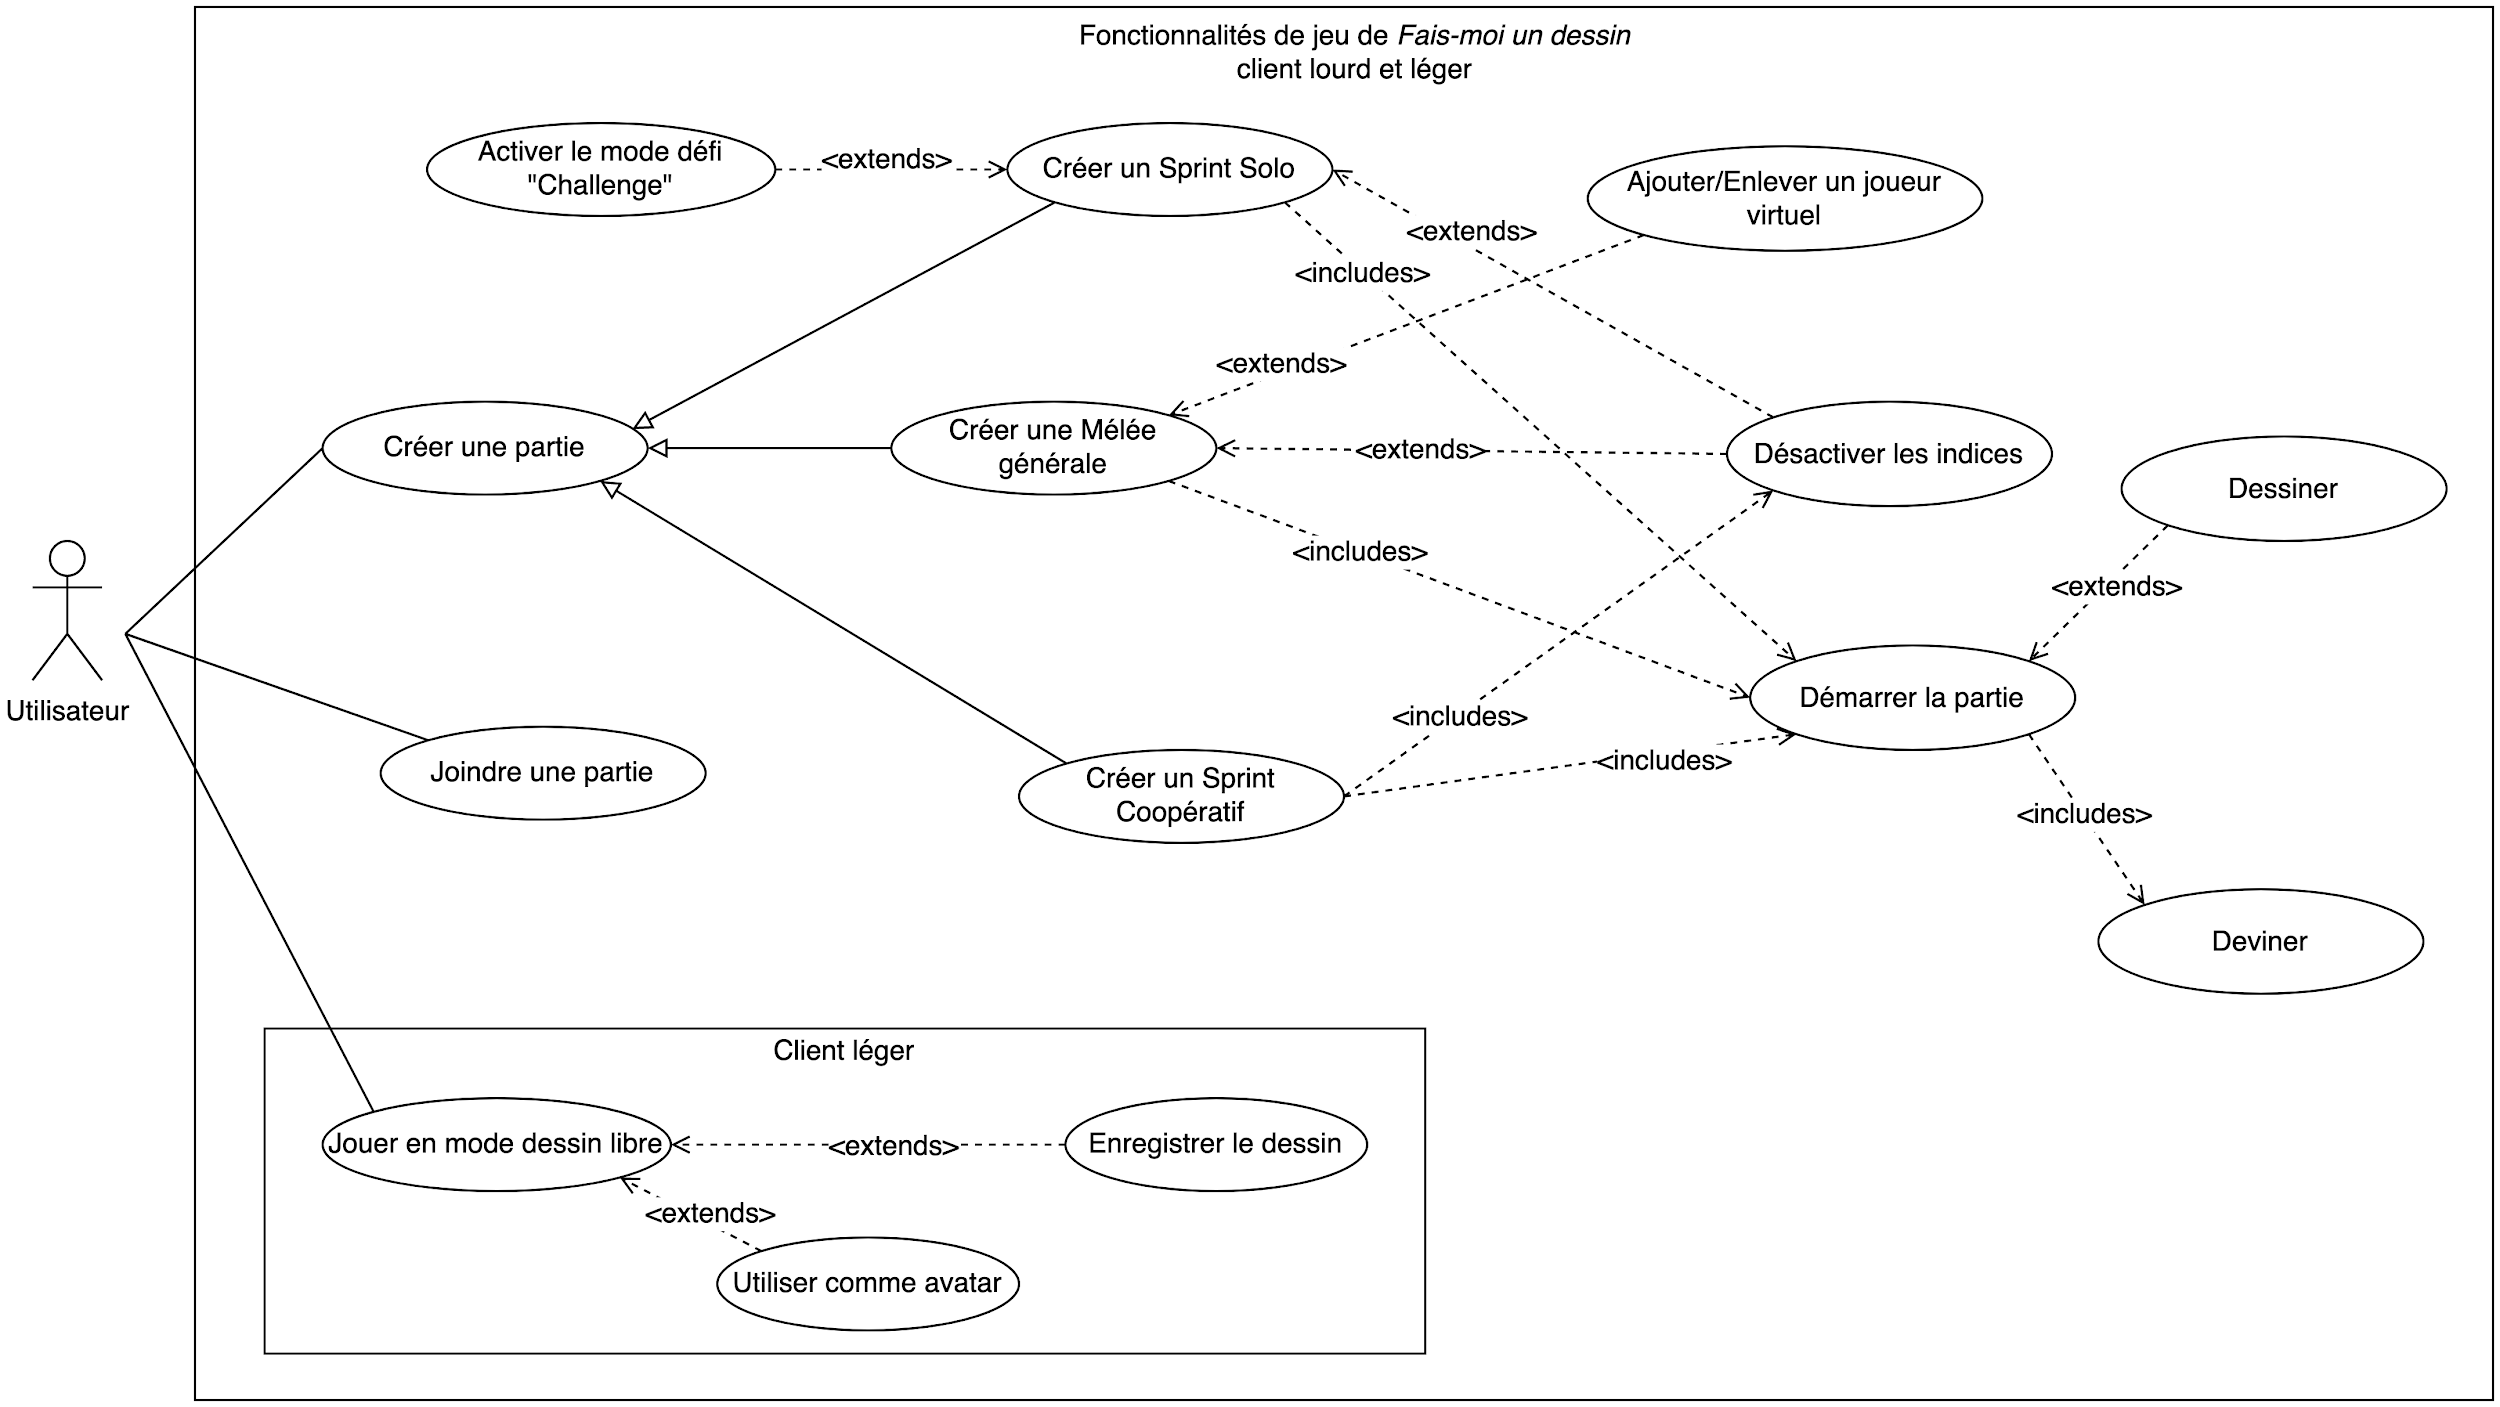 Fonctionnalités de jeu de Fais-moi un dessin
client lourd et léger
Activer le mode défi
"Challenge"
<extends>
Créer un Sprint Solo
Ajouter/Enlever un joueur
virtuel
<extends>
<includes>
<extends>
Créer une partie
Créer une Mélée
générale
<extends>
Désactiver les indices
Dessiner
<includes>
<extends>
Utilisateur
Démarrer la partie
<includes>
Joindre une partie
Créer un Sprint
Coopératif
<includes>
<includes>
Deviner
Client léger
Jouer en mode dessin libre
<extends>
Enregistrer le dessin
<extends>
Utiliser comme avatar